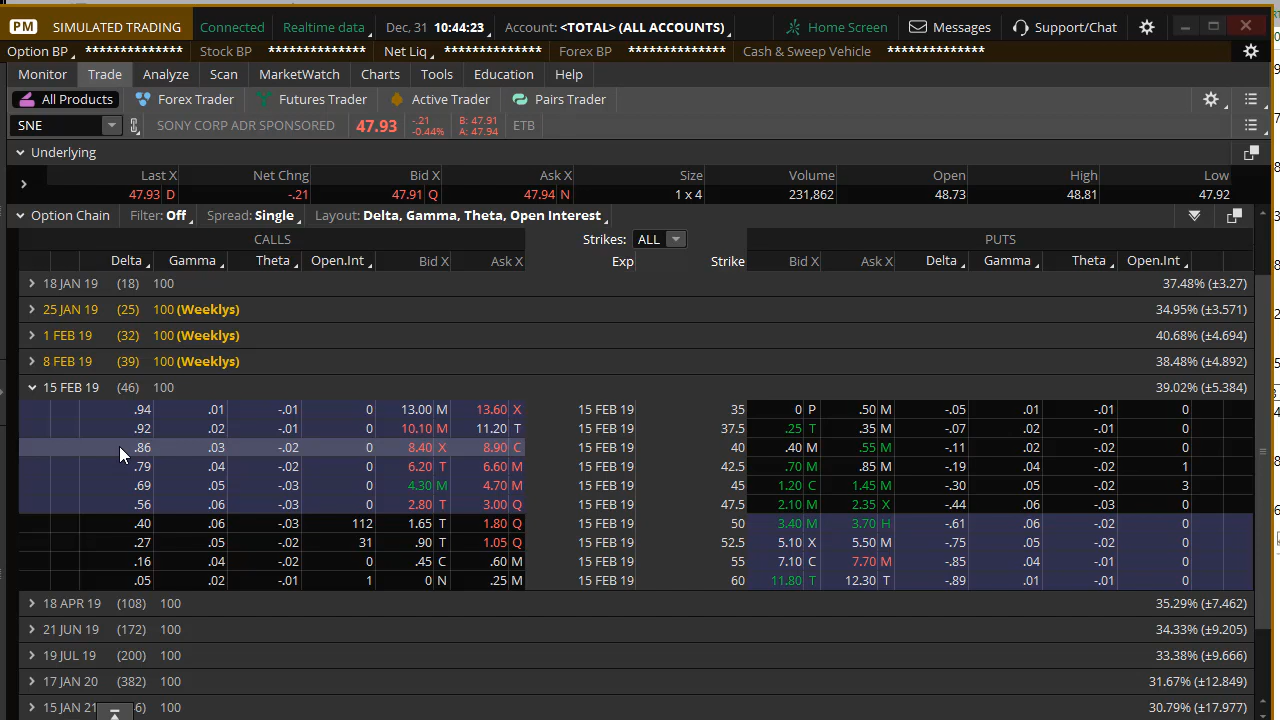 PM SIMULATED TRADING Connected Realtime data Dec, 31 10:44:23 Account: <TOTAL> (ALL ACCOUNTS) Home Screen Messages Support/Chat
Option BP ************** Stock BP ************** Net Liq ************** Forex BP ************** Cash & Sweep Vehicle **************
Monitor Trade Analyze Scan MarketWatch Charts Tools Education Help
All Products Forex Trader Futures Trader Active Trader Pairs Trader
SNE SONY CORP ADR SPONSORED 47.93 -.21 -0.44% B: 47.91 A: 47.94 ETB
Underlying
Last X Net Chng Bid X Ask X Size Volume Open High Low
47.93 D -.21 47.91 Q 47.94 N 1 x 4 231,862 48.73 48.81 47.92
Option Chain Filter: Off Spread: Single Layout: Delta, Gamma, Theta, Open Interest
CALLS Strikes: ALL PUTS
Delta Gamma Theta Open.Int Bid X Ask X Exp Strike Bid X Ask X Delta Gamma Theta Open.Int
18 JAN 19 (18) 100 37.48% (±3.27)
25 JAN 19 (25) 100 (Weeklys) 34.95% (±3.571)
1 FEB 19 (32) 100 (Weeklys) 40.68% (±4.694)
8 FEB 19 (39) 100 (Weeklys) 38.48% (±4.892)
15 FEB 19 (46) 100 39.02% (±5.384)
.94 .01 -.01 0 13.00 M 13.60 X 15 FEB 19 35 0 P .50 M -.05 .01 -.01 0
.92 .02 -.01 0 10.10 M 11.20 T 15 FEB 19 37.5 .25 T .35 M -.07 .02 -.01 0
.86 .03 -.02 0 8.40 X 8.90 C 15 FEB 19 40 .40 M .55 M -.11 .02 -.02 0
.79 .04 -.02 0 6.20 T 6.60 M 15 FEB 19 42.5 .70 M .85 M -.19 .04 -.02 1
.69 .05 -.03 0 4.30 M 4.70 M 15 FEB 19 45 1.20 C 1.45 M -.30 .05 -.02 3
.56 .06 -.03 0 2.80 T 3.00 Q 15 FEB 19 47.5 2.10 M 2.35 X -.44 .06 -.03 0
.40 .06 -.03 112 1.65 T 1.80 Q 15 FEB 19 50 3.40 M 3.70 H -.61 .06 -.02 0
.27 .05 -.03 31 .90 T 1.05 Q 15 FEB 19 52.5 5.10 X 5.50 M -.75 .05 -.02 0
.16 .04 -.02 0 .45 C .60 M 15 FEB 19 55 7.10 C 7.70 M -.85 .04 -.01 0
.05 .02 -.01 1 0 N .25 M 15 FEB 19 60 11.80 T 12.30 T -.89 .01 -.01 0
18 APR 19 (108) 100 35.29% (±7.462)
21 JUN 19 (172) 100 34.33% (±9.205)
19 JUL 19 (200) 100 33.38% (±9.666)
17 JAN 20 (382) 100 31.67% (±12.849)
15 JAN 21 6) 100 30.79% (±17.977)